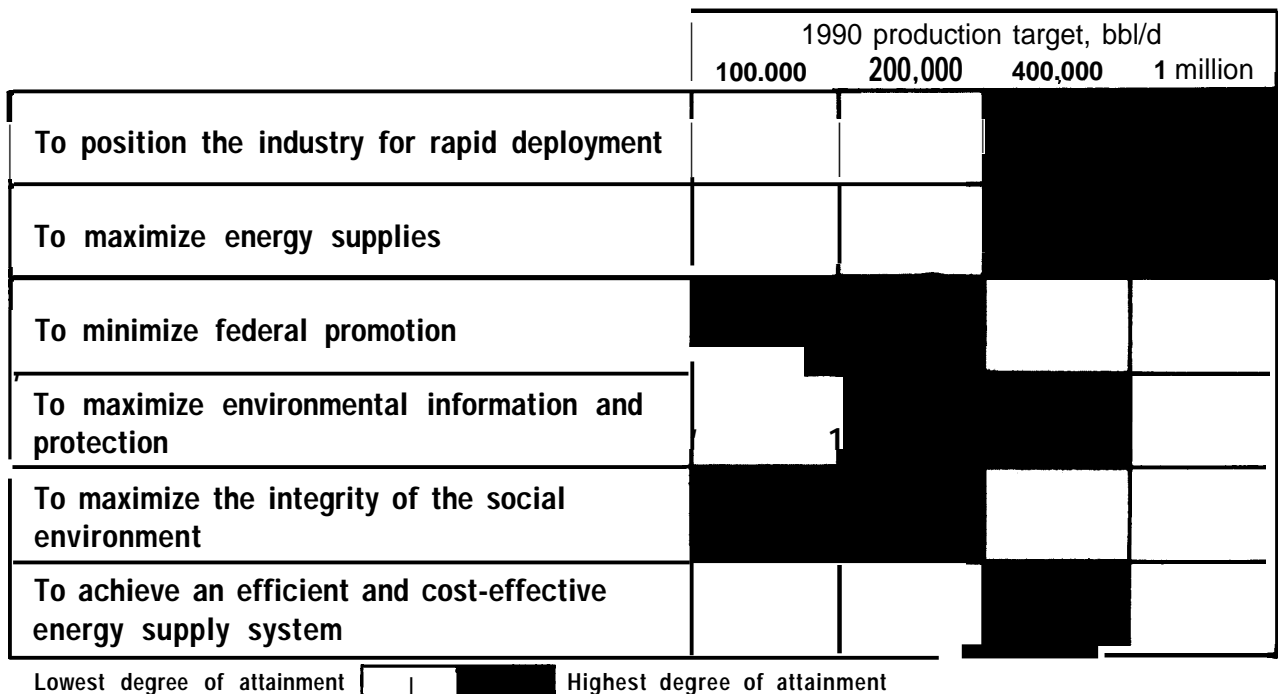 1990 production target, bbl/d
100.000 200,000 400,000 1 million
To position the industry for rapid deployment
To maximize energy supplies
To minimize federal promotion
To maximize environmental information and
protection
1
To maximize the integrity of the social
environment
To achieve an efficient and cost-effective
energy supply system
Lowest degree of attainment Highest degree of attainment